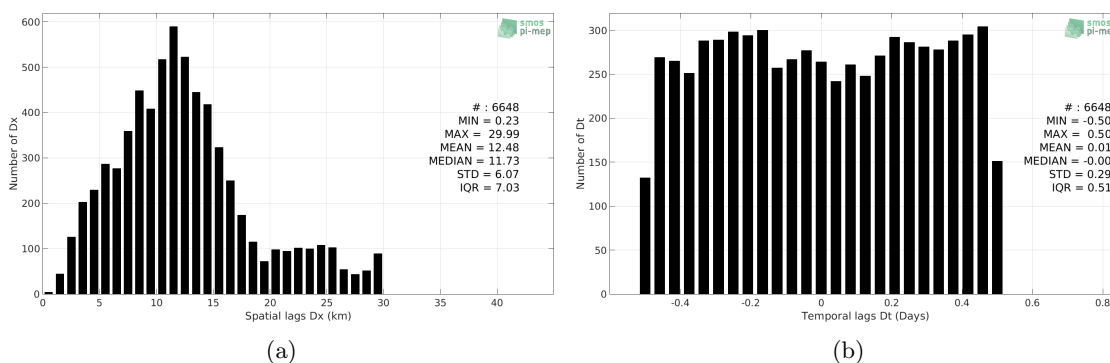 600
500
400
300
200
100
0
Number of Dx
0 5 10 15 20 25 30 35 40
Spatial lags Dx (km)
smos
pi-mep
# : 6648
MIN = 0.23
MAX = 29.99
MEAN = 12.48
MEDIAN = 11.73
STD = 6.07
IQR = 7.03
(a)
300
250
200
150
100
50
0
Number of Dt
-0.4 -0.2 0 0.2 0.4 0.6 0.8
Temporal lags Dt (Days)
smos
pi-mep
# : 6648
MIN = -0.50
MAX = 0.50
MEAN = 0.01
MEDIAN = -0.00
STD = 0.29
IQR = 0.51
(b)